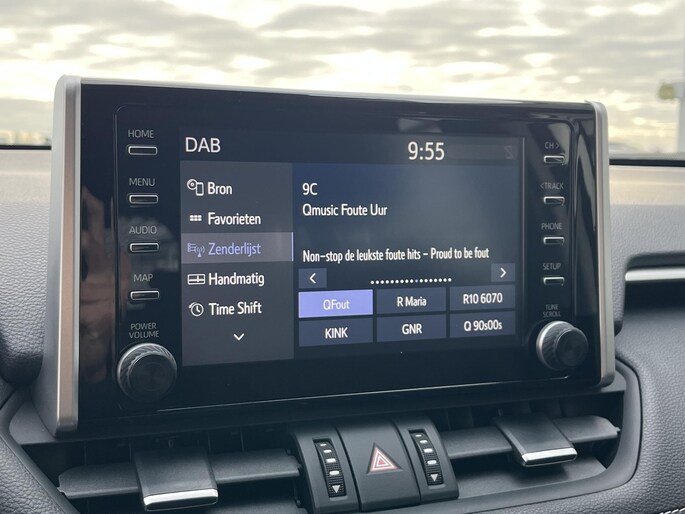 DAB
9:55
HOME
MENU
AUDIO
MAP
POWER
VOLUME
Bron
Favorieten
Zenderlijst
Handmatig
Time Shift
9C
Qmusic Foute Uur
Non-stop de leukste foute hits – Proud to be fout
<
>
QFout
R Maria
R10 6070
KINK
GNR
Q 90s00s
CH >
< TRACK
PHONE
SETUP
TUNE
SCROLL